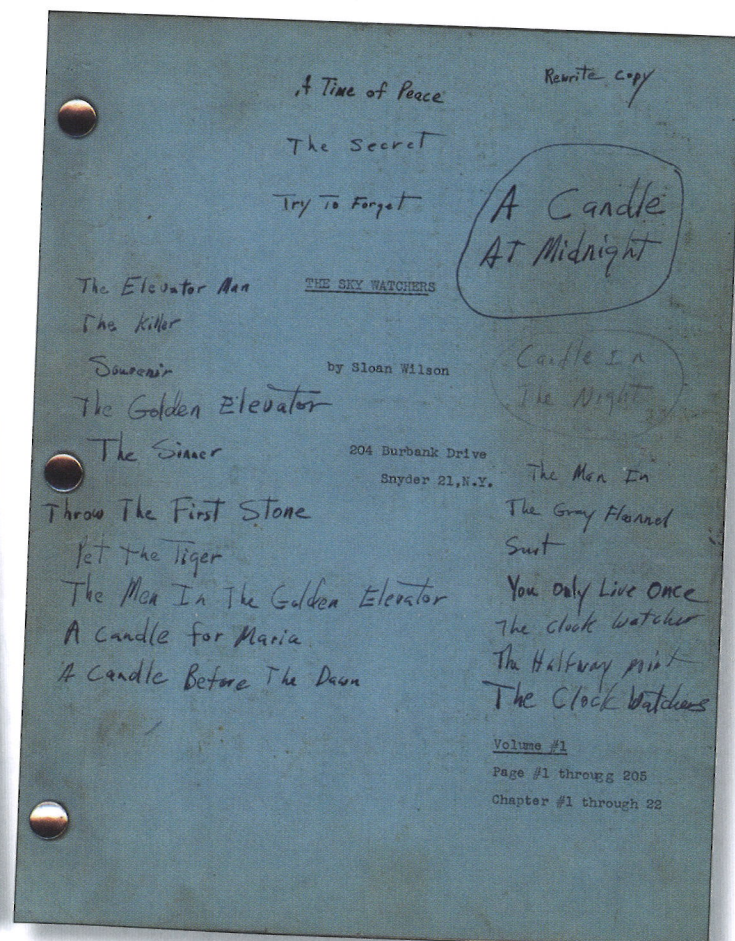 A Time of Peace
Rewrite copy
The Secret
Try To Forget
A Candle
At Midnight
The Elevator Man
THE SKY WATCHERS
The Killer
Souvenir
by Sloan Wilson
Candle In
The Night
The Golden Elevator
The Sinner
204 Burbank Drive
Snyder 21,N.Y.
The Man In
The Gray Flannel
Suit
Throw The First Stone
Pet The Tiger
The Man In The Golden Elevator
You Only Live Once
The Clock Watcher
A Candle for Maria
The Halfway point
A Candle Before The Dawn
The Clock Watchers
Volume #1
Page #1 througg 205
Chapter #1 through 22